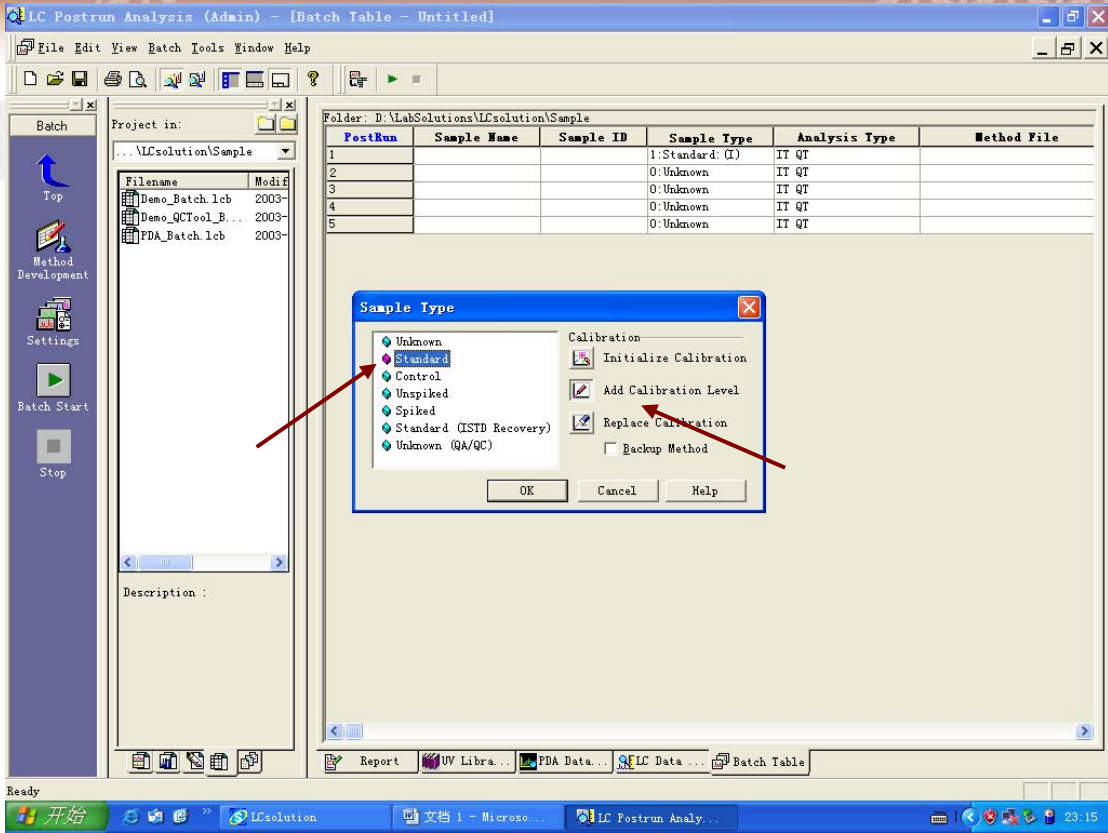 LC Postrun Analysis (Admin) - [Batch Table - Untitled]
File Edit View Batch Tools Window Help
Batch
Top
Method
Development
Settings
Batch Start
Stop
Project in:
...\LCsolution\Sample
Filename Modif
Demo_Batch.lcb 2003-
Demo_QCTool_B... 2003-
PDA_Batch.lcb 2003-
Description :
Folder: D:\LabSolutions\LCsolution\Sample
PostRun Sample Name Sample ID Sample Type Analysis Type Method File
1 1:Standard:(I) IT QT
2 0:Unknown IT QT
3 0:Unknown IT QT
4 0:Unknown IT QT
5 0:Unknown IT QT
Sample Type
Unknown
Standard
Control
Unspiked
Spiked
Standard (ISTD Recovery)
Unknown (QA/QC)
Calibration
Initialize Calibration
Add Calibration Level
Replace Calibration
Backup Method
OK Cancel Help
Report UV Libra... PDA Data... LC Data ... Batch Table
Ready
开始 LCsolution 文档 1 - Microso... LC Postrun Analy... 23:15